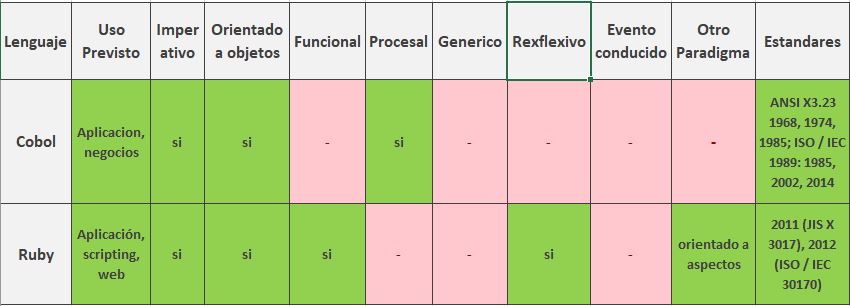 Lenguaje
Uso
Previsto
Imper
ativo
Orientado
a objetos
Funcional
Procesal
Generico
Rexflexivo
Evento
conducido
Otro
Paradigma
Estandares
Cobol
Aplicacion,
negocios
si
si
-
si
-
-
-
-
ANSI X3.23
1968, 1974,
1985; ISO / IEC
1989: 1985,
2002, 2014
Ruby
Aplicación,
scripting,
web
si
si
si
-
-
si
-
orientado a
aspectos
2011 (JIS X
3017), 2012
(ISO / IEC
30170)